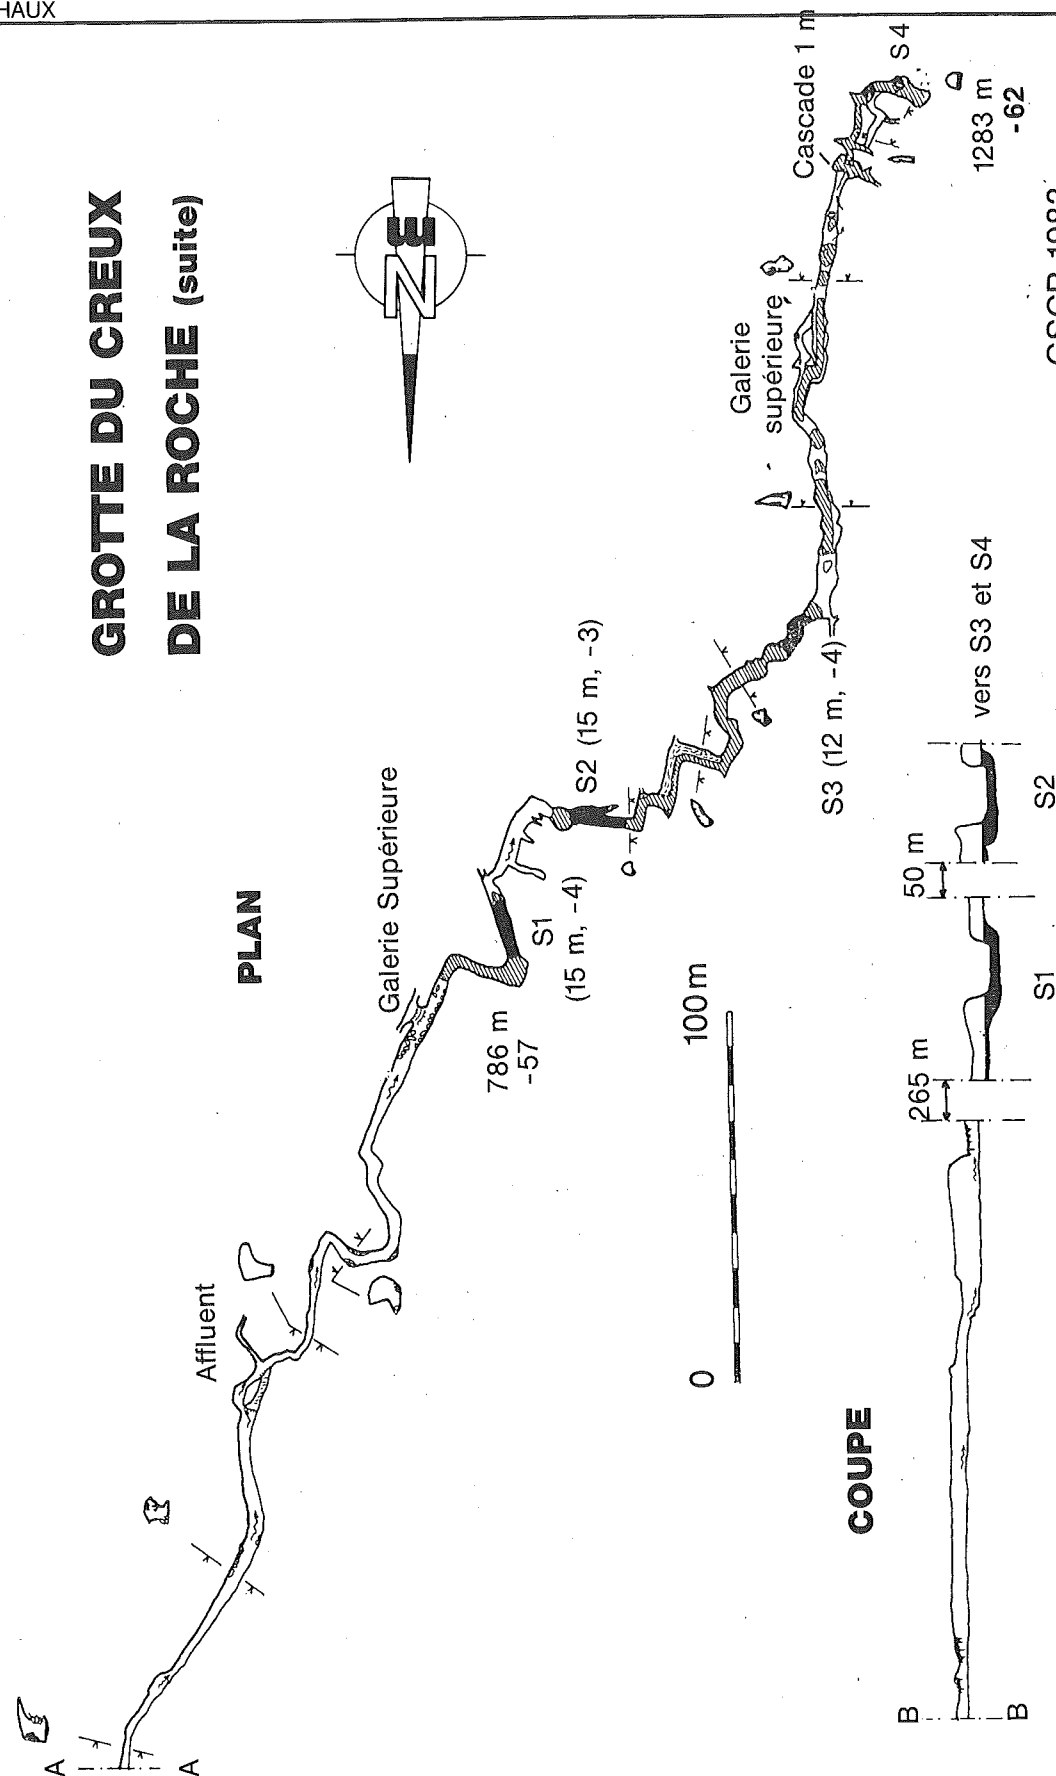 HAUX
GROTTE DU CREUX
DE LA ROCHE (suite)
N
PLAN
A
A
Affluent
Galerie Supérieure
786 m
-57
S1
(15 m, -4)
S2 (15 m, -3)
S3 (12 m, -4)
Galerie
supérieure
Cascade 1 m
S4
1283 m
-62
0
100 m
COUPE
B
B
265 m
50 m
vers S3 et S4
S1
S2